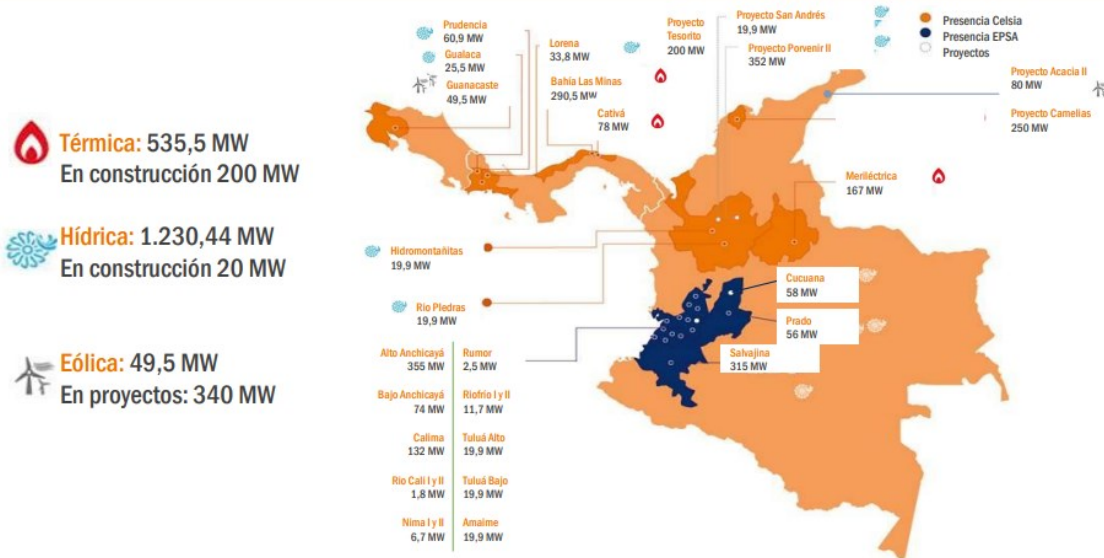 Térmica: 535,5 MW
En construcción 200 MW
Hídrica: 1.230,44 MW
En construcción 20 MW
Eólica: 49,5 MW
En proyectos: 340 MW
Prudencia
60,9 MW
Gualaca
25,5 MW
Guanacaste
49,5 MW
Lorena
33,8 MW
Bahía Las Minas
290,5 MW
Cativá
78 MW
Proyecto
Tesorito
200 MW
Proyecto San Andrés
19,9 MW
Proyecto Porvenir II
352 MW
Presencia Celsia
Presencia EPSA
Proyectos
Proyecto Acacia II
80 MW
Proyecto Camelias
250 MW
Meriléctrica
167 MW
Hidromontañitas
19,9 MW
Río Piedras
19,9 MW
Cucuana
58 MW
Prado
56 MW
Salvajina
315 MW
Alto Anchicayá
355 MW
Bajo Anchicayá
74 MW
Calima
132 MW
Río Cali I y II
1,8 MW
Nima I y II
6,7 MW
Rumor
2,5 MW
Riofrío I y II
11,7 MW
Tuluá Alto
19,9 MW
Tuluá Bajo
19,9 MW
Amaime
19,9 MW